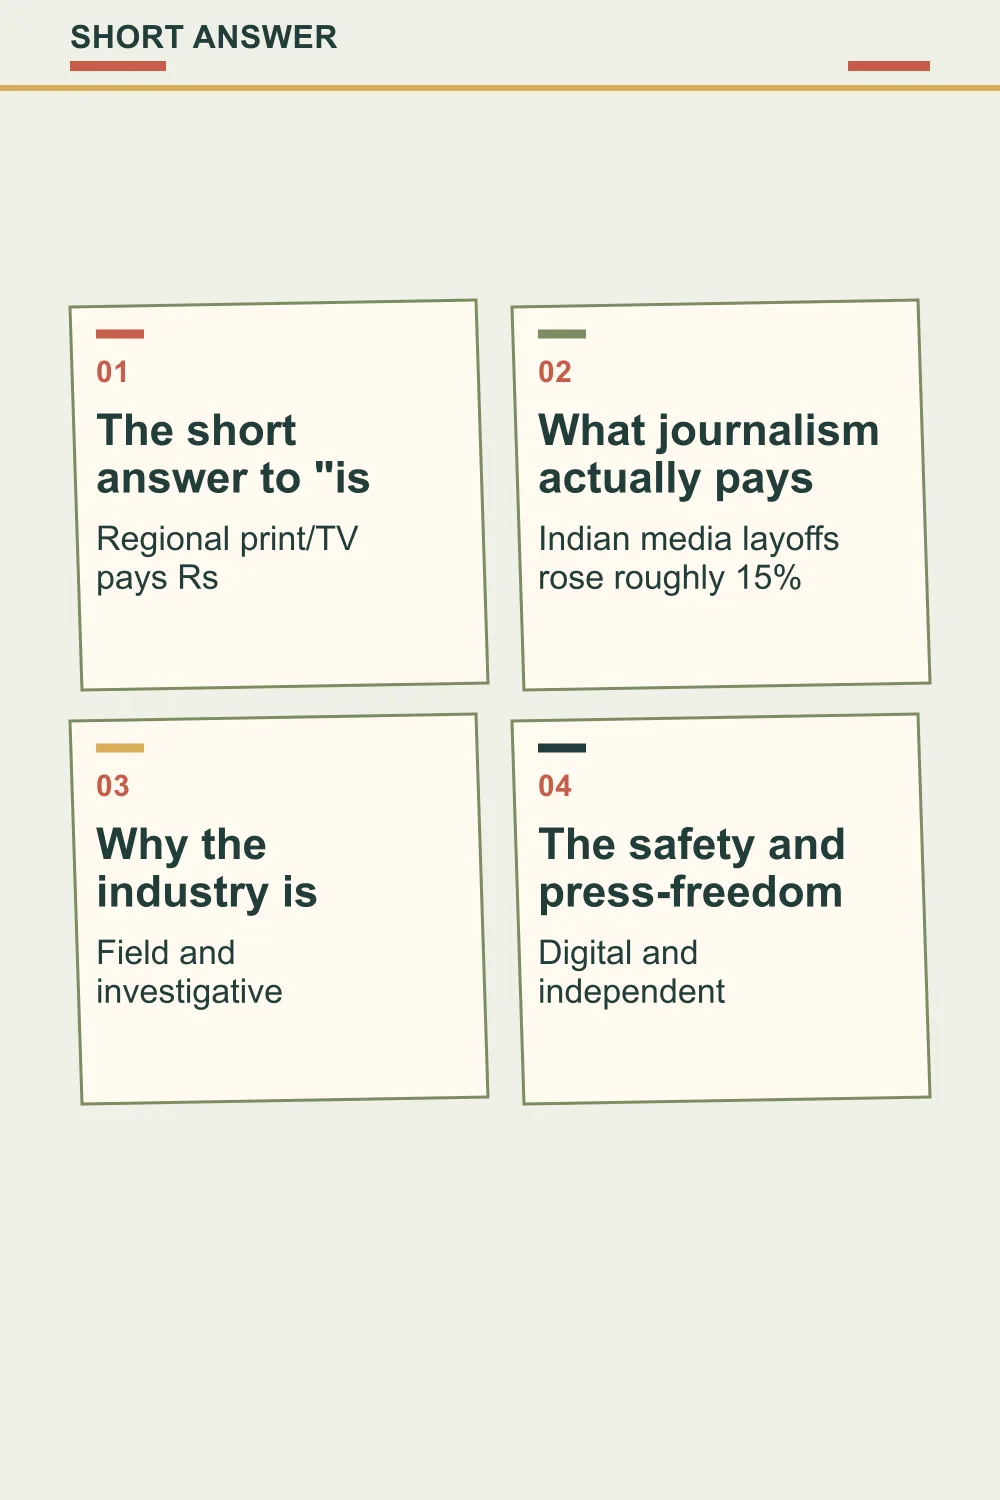 SHORT ANSWER
01
The short
answer to "is
Regional print/TV
pays Rs
02
What journalism
actually pays
Indian media layoffs
rose roughly 15%
03
Why the
industry is
Field and
investigative
04
The safety and
press-freedom
Digital and
independent